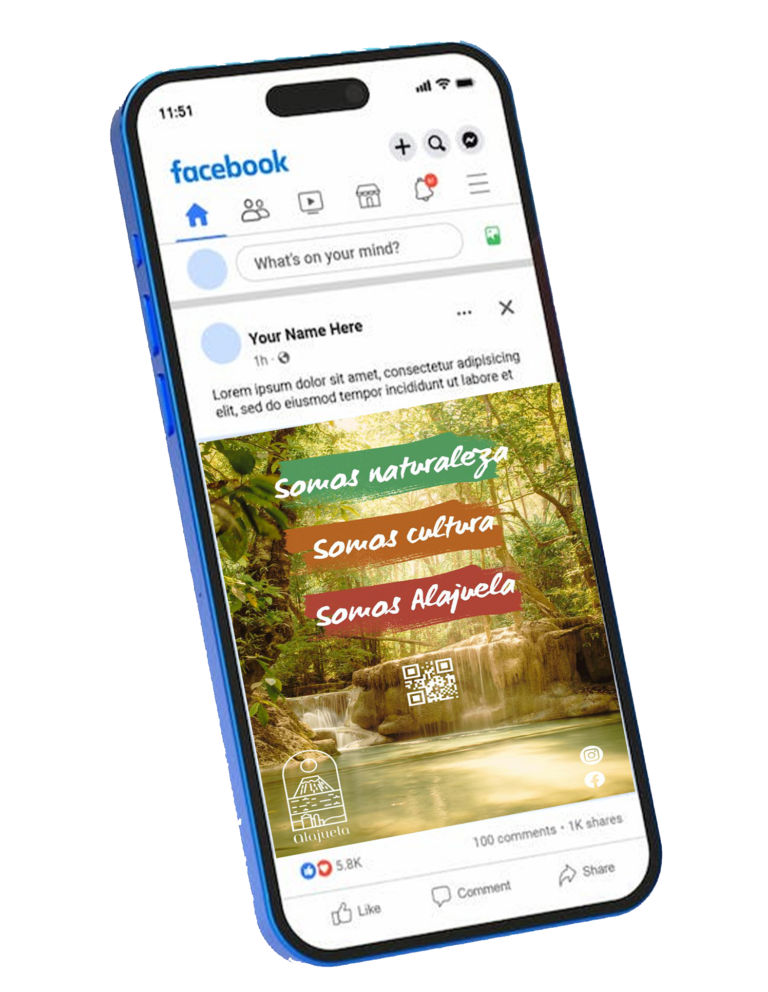 11:51
facebook
What's on your mind?
Your Name Here
1h
Lorem ipsum dolor sit amet, consectetur adipisicing
elit, sed do eiusmod tempor incididunt ut labore et
Somos naturaleza
Somos cultura
Somos Alajuela
alajuela
5.8K
100 comments • 1K shares
Like
Comment
Share